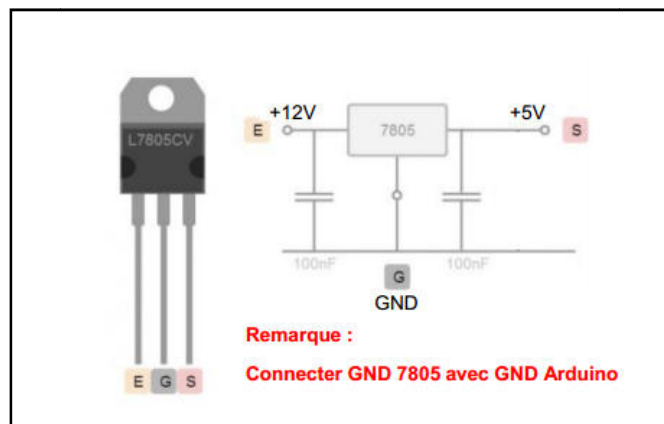 L7805CV
+12V
+5V
E
7805
S
100nF
100nF
G
GND
Remarque :
Connecter GND 7805 avec GND Arduino
E G S